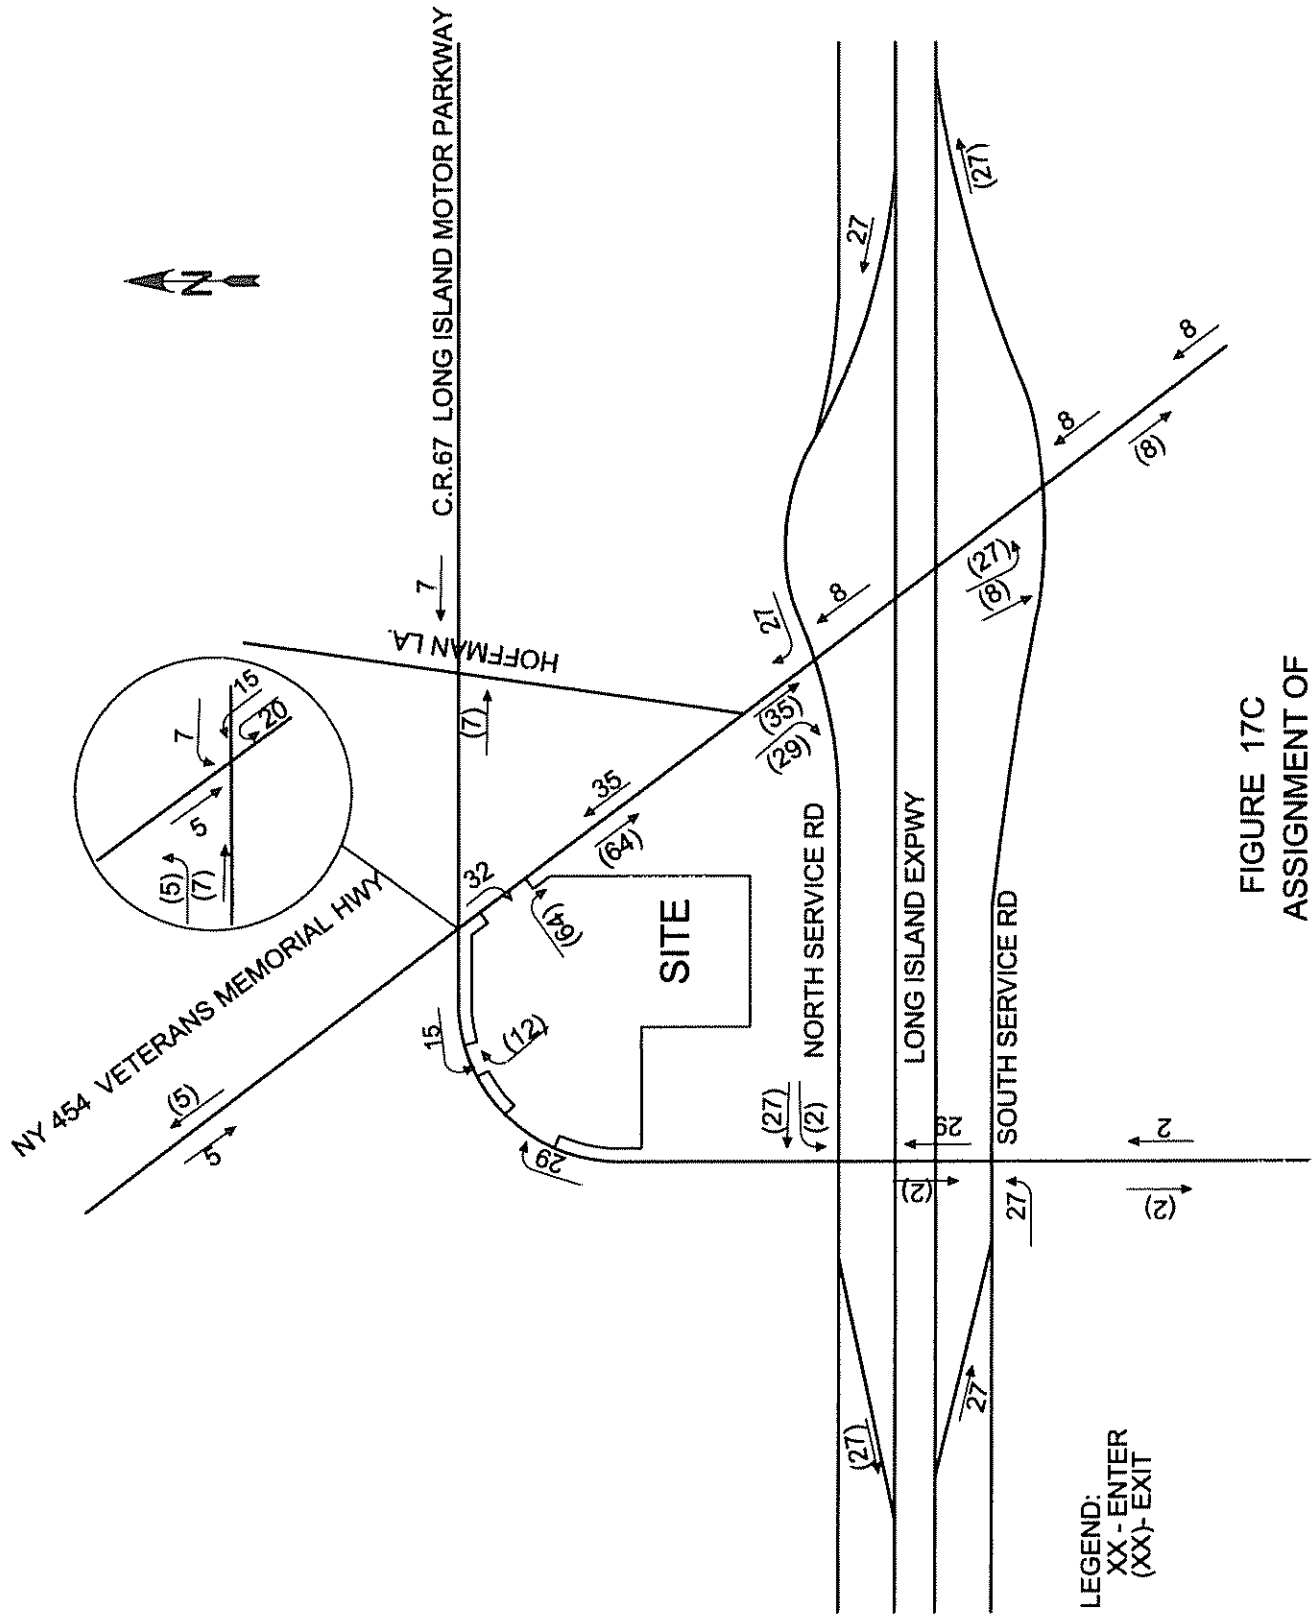 C.R.67 LONG ISLAND MOTOR PARKWAY
N
7
HOFFMAN LA.
7
15
20
5
(5)
(7)
(7)
NY 454 VETERANS MEMORIAL HWY
(5)
5
32
(64)
35
(64)
SITE
15
(12)
29
27
27
8
(35)
(29)
NORTH SERVICE RD
LONG ISLAND EXPWY
SOUTH SERVICE RD
(27)
8
8
(8)
(27)
(8)
(27)
(2)
29
(2)
2
(2)
27
(27)
27
LEGEND:
XX - ENTER
(XX)- EXIT
FIGURE 17C
ASSIGNMENT OF